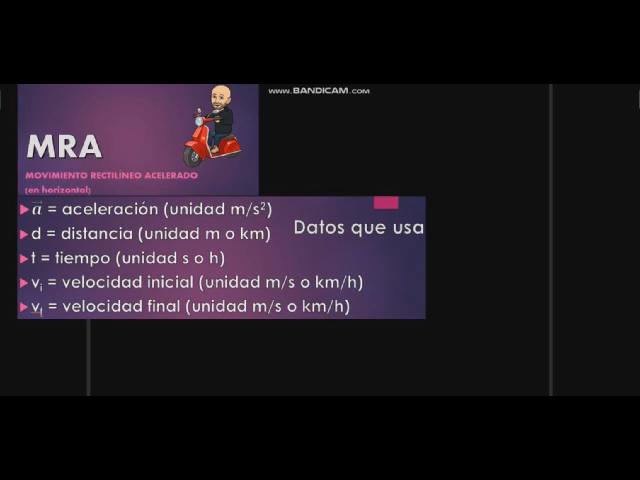 www.BANDICAM.com
MRA
MOVIMIENTO RECTILÍNEO ACELERADO
(en horizontal)
a = aceleración (unidad m/s²)
d = distancia (unidad m o km)
Datos que usa
t = tiempo (unidad s o h)
vi = velocidad inicial (unidad m/s o km/h)
vf = velocidad final (unidad m/s o km/h)